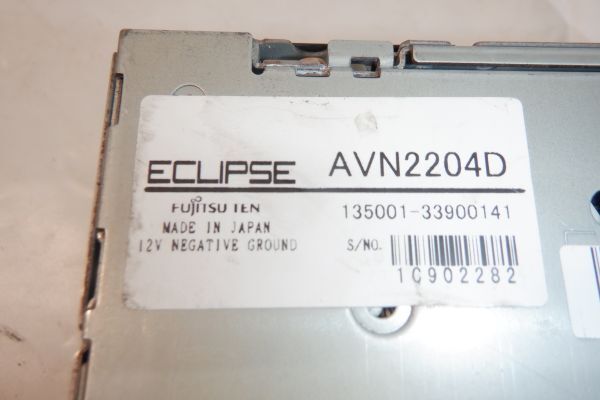 ECLIPSE AVN2204D
FUJITSU TEN 135001-33900141
MADE IN JAPAN
12V NEGATIVE GROUND S/NO.
1C902282